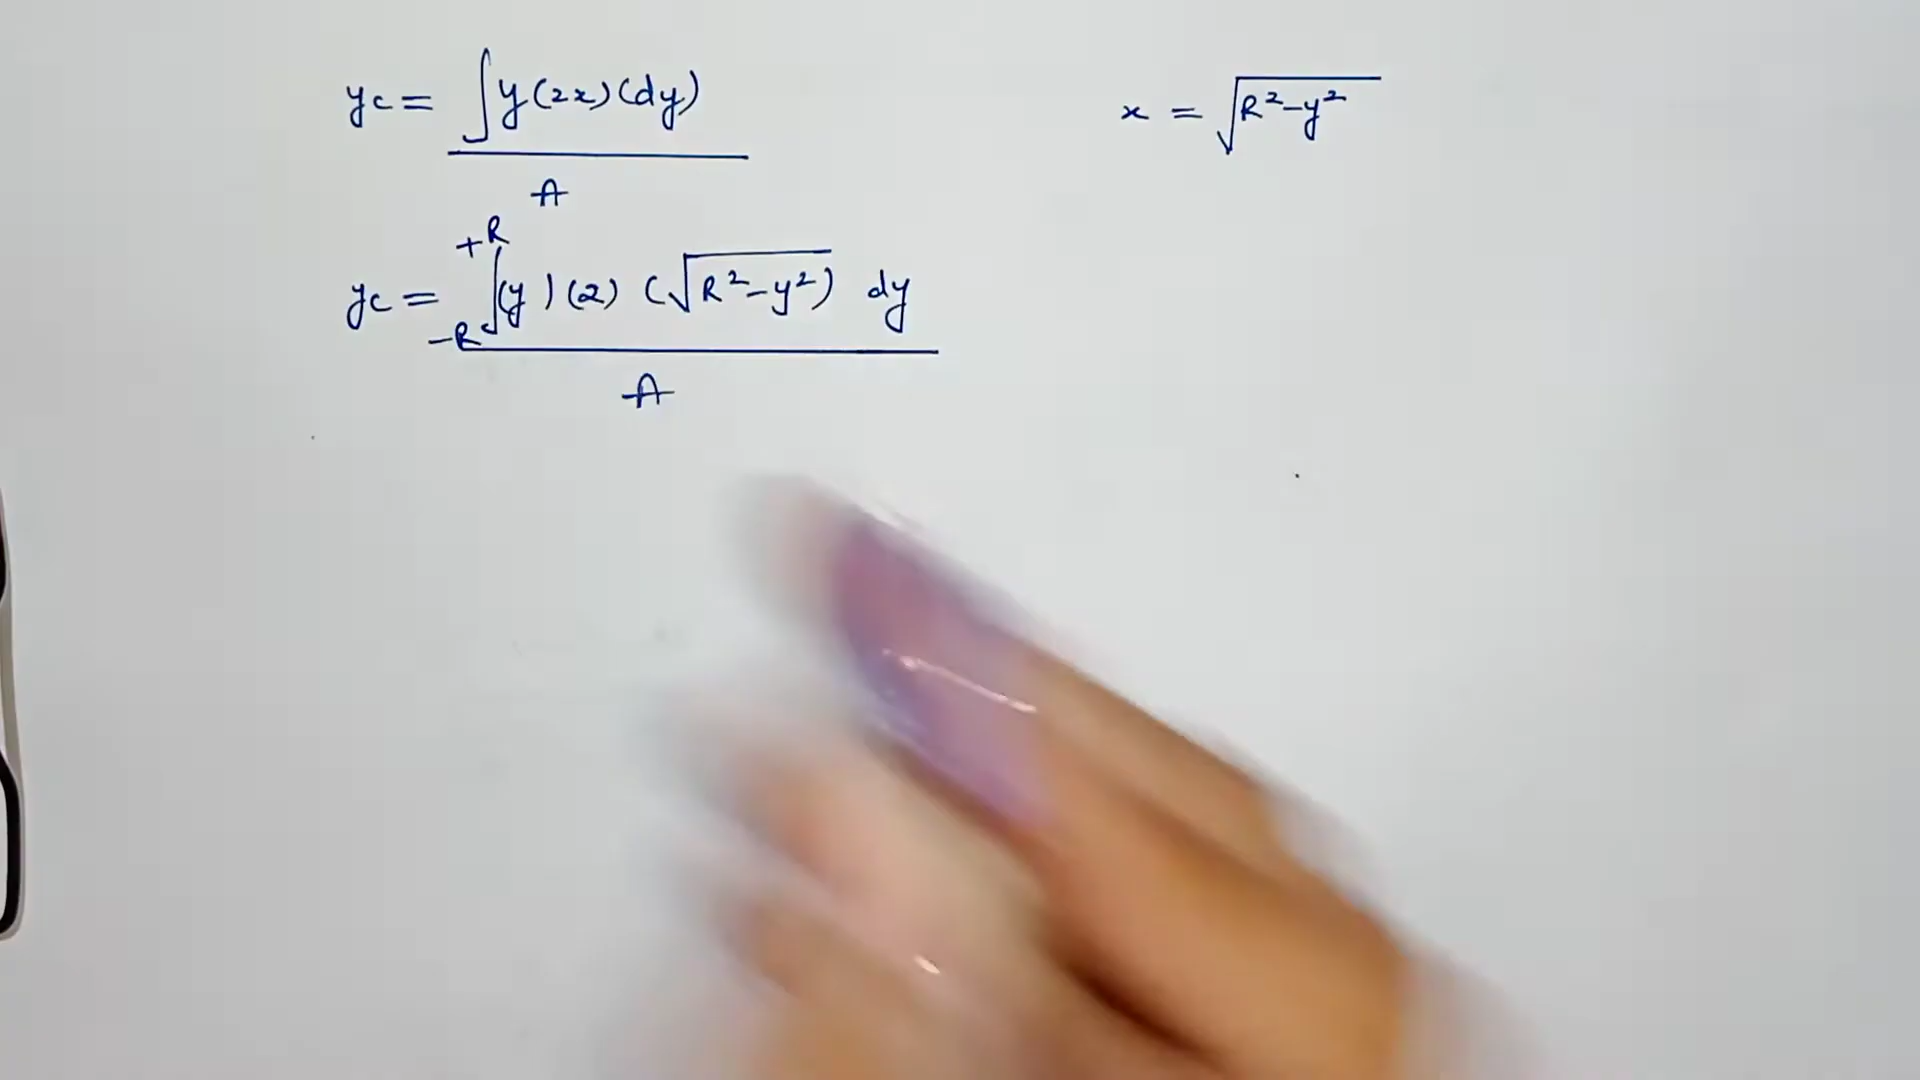 yc = ∫y(2x)(dy)
A
x = √R²-y²
yc = +R ∫ -R (y)(2)(√R²-y²) dy
A